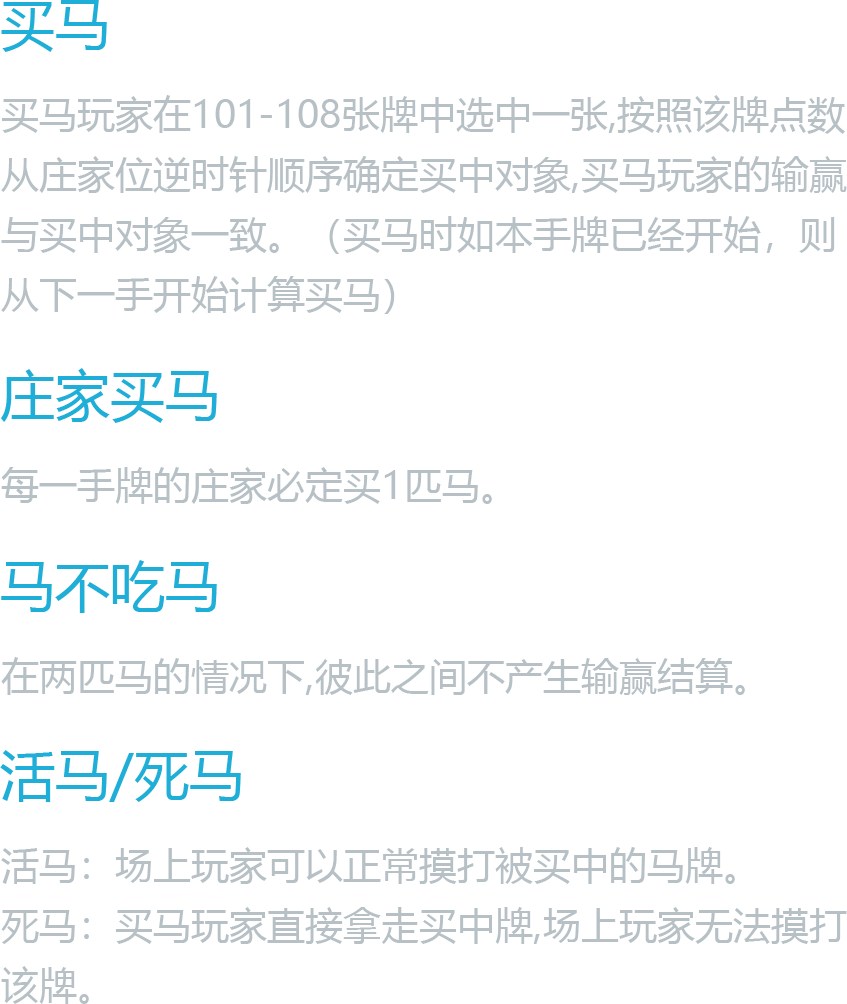 买马
买马玩家在101-108张牌中选中一张,按照该牌点数
从庄家位逆时针顺序确定买中对象,买马玩家的输赢
与买中对象一致。（买马时如本手牌已经开始，则
从下一手开始计算买马）
庄家买马
每一手牌的庄家必定买1匹马。
马不吃马
在两匹马的情况下,彼此之间不产生输赢结算。
活马/死马
活马：场上玩家可以正常摸打被买中的马牌。
死马：买马玩家直接拿走买中牌,场上玩家无法摸打
该牌。